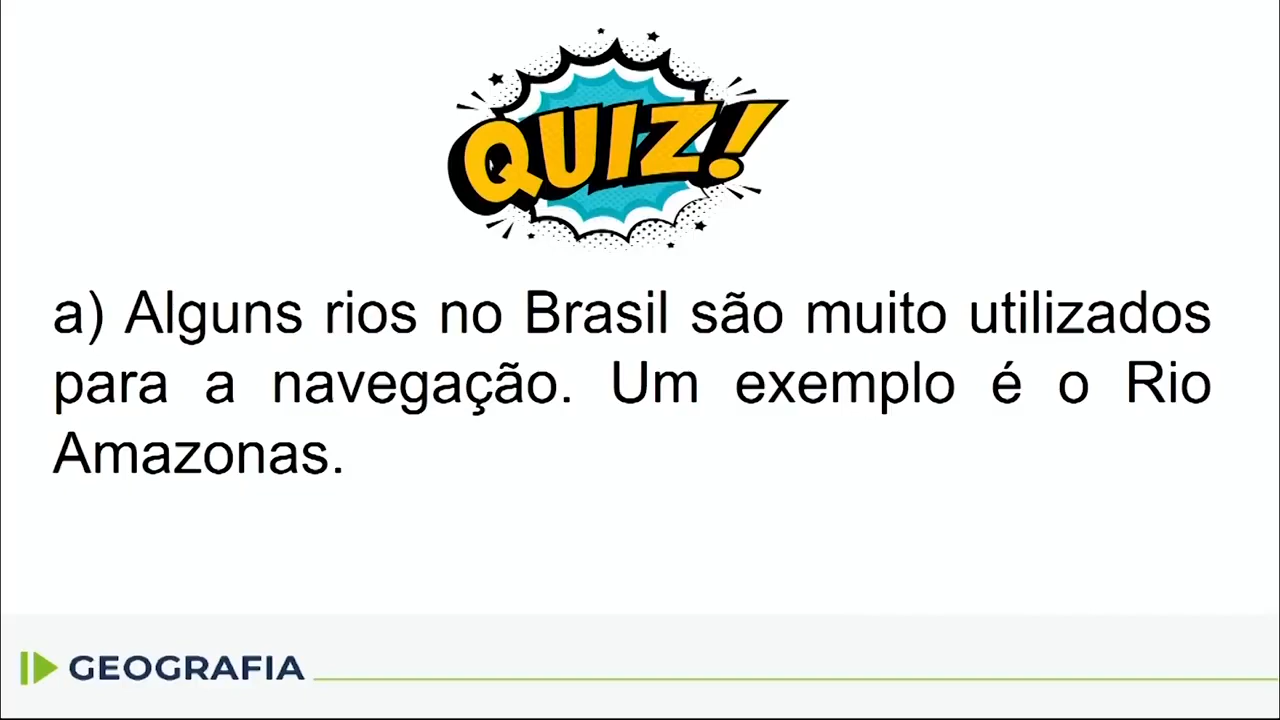 QUIZ!
a) Alguns rios no Brasil são muito utilizados
para a navegação. Um exemplo é o Rio
Amazonas.
GEOGRAFIA